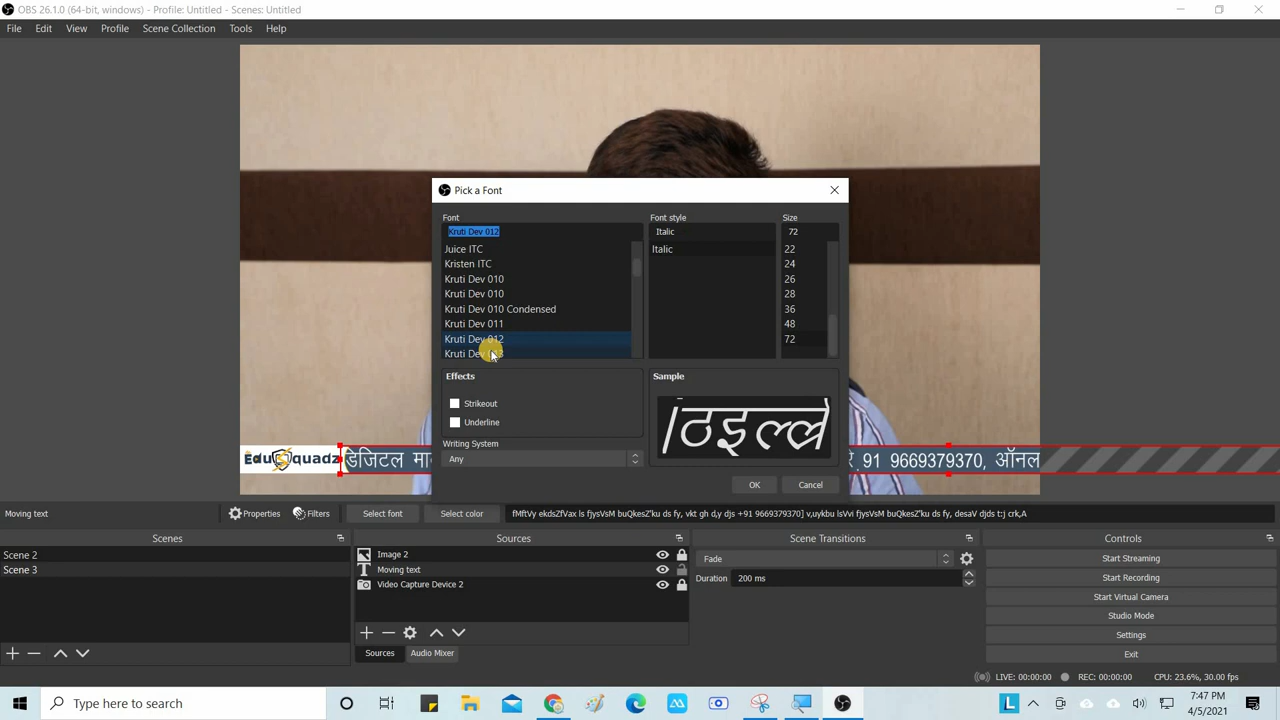 OBS 26.1.0 (64-bit, windows) - Profile: Untitled - Scenes: Untitled
File Edit View Profile Scene Collection Tools Help
Pick a Font
Font Font style Size
Kruti Dev 012 Italic 72
Juice ITC Italic 22
Kristen ITC 24
Kruti Dev 010 26
Kruti Dev 010 28
Kruti Dev 010 Condensed 36
Kruti Dev 011 48
Kruti Dev 012 72
Kruti Dev
Effects Sample
Strikeout
Underline
Writing System
Any
OK Cancel
EduQuadz डिजिटल 91 9669379370, ऑनल
Moving text Properties Filters Select font Select color fMftVy ekdsZfVax ls fjysVsM buQkesZ'ku ds fy, vkt gh d,y djs +91 9669379370] v,uykbu lsVvi fjysVsM buQkesZ'ku ds fy, desaV djds t:j crk,A
Scenes Sources Scene Transitions Controls
Scene 2
Scene 3
Image 2
Moving text
Video Capture Device 2
Sources Audio Mixer
Fade
Duration 200 ms
Start Streaming
Start Recording
Start Virtual Camera
Studio Mode
Settings
Exit
LIVE: 00:00:00 REC: 00:00:00 CPU: 23.6%, 30.00 fps
Type here to search
L
7:47 PM
4/5/2021